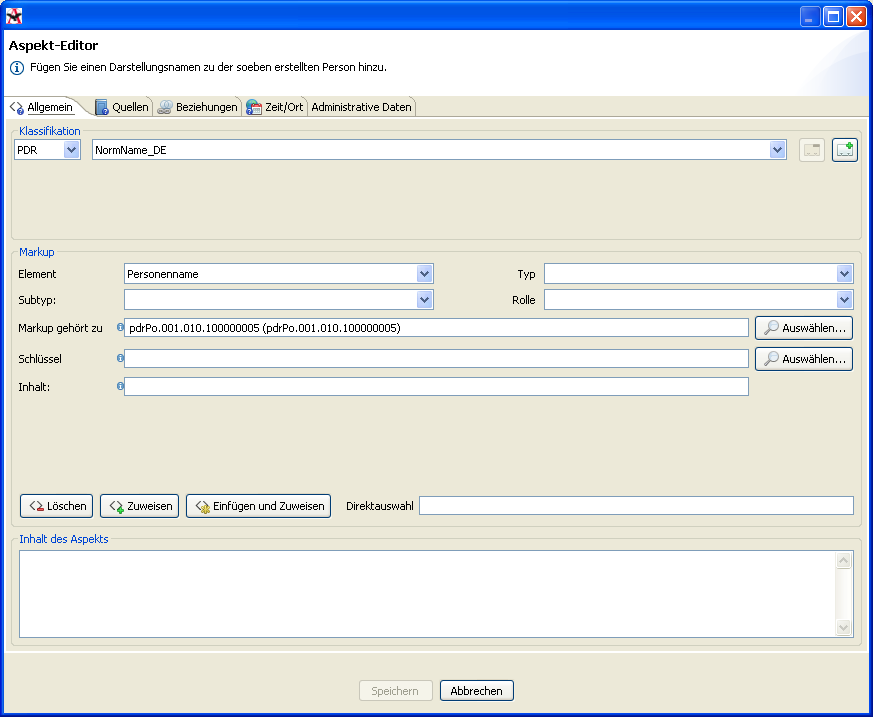 Aspekt-Editor
Fügen Sie einen Darstellungsnamen zu der soeben erstellten Person hinzu.
Allgemein Quellen Beziehungen Zeit/Ort Administrative Daten
Klassifikation
PDR NormName_DE
Markup
Element Personenname Typ
Subtyp: Rolle
Markup gehört zu pdrPo.001.010.100000005 (pdrPo.001.010.100000005) Auswählen...
Schlüssel Auswählen...
Inhalt:
Löschen Zuweisen Einfügen und Zuweisen Direktauswahl
Inhalt des Aspekts
Speichern Abbrechen